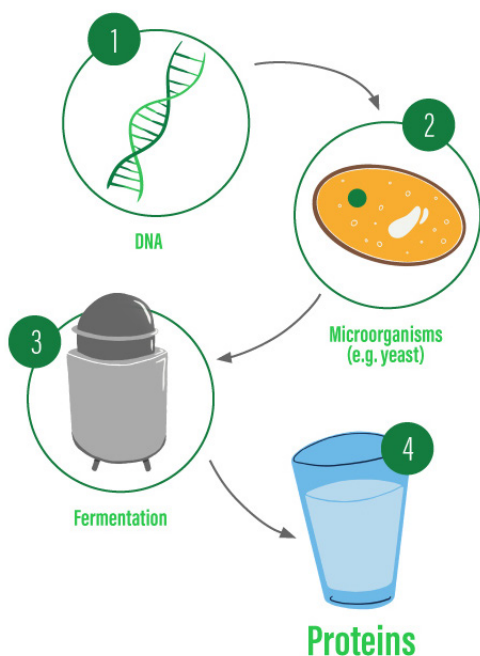 1
DNA
2
Microorganisms
(e.g. yeast)
3
Fermentation
4
Proteins